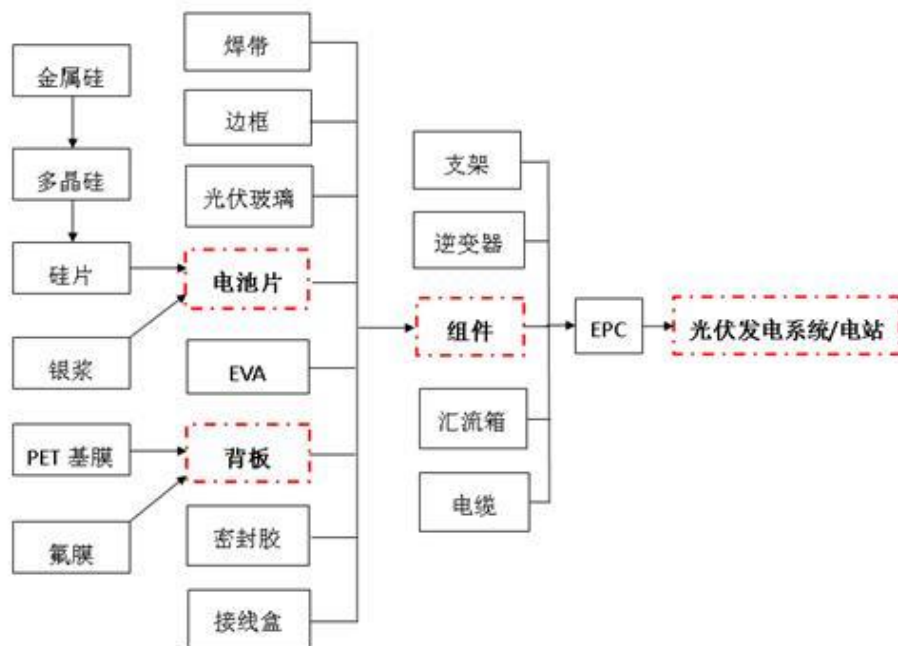 金属硅
多晶硅
硅片
银浆
PET 基膜
氟膜
焊带
边框
光伏玻璃
电池片
EVA
背板
密封胶
接线盒
支架
逆变器
组件
汇流箱
电缆
EPC
光伏发电系统/电站